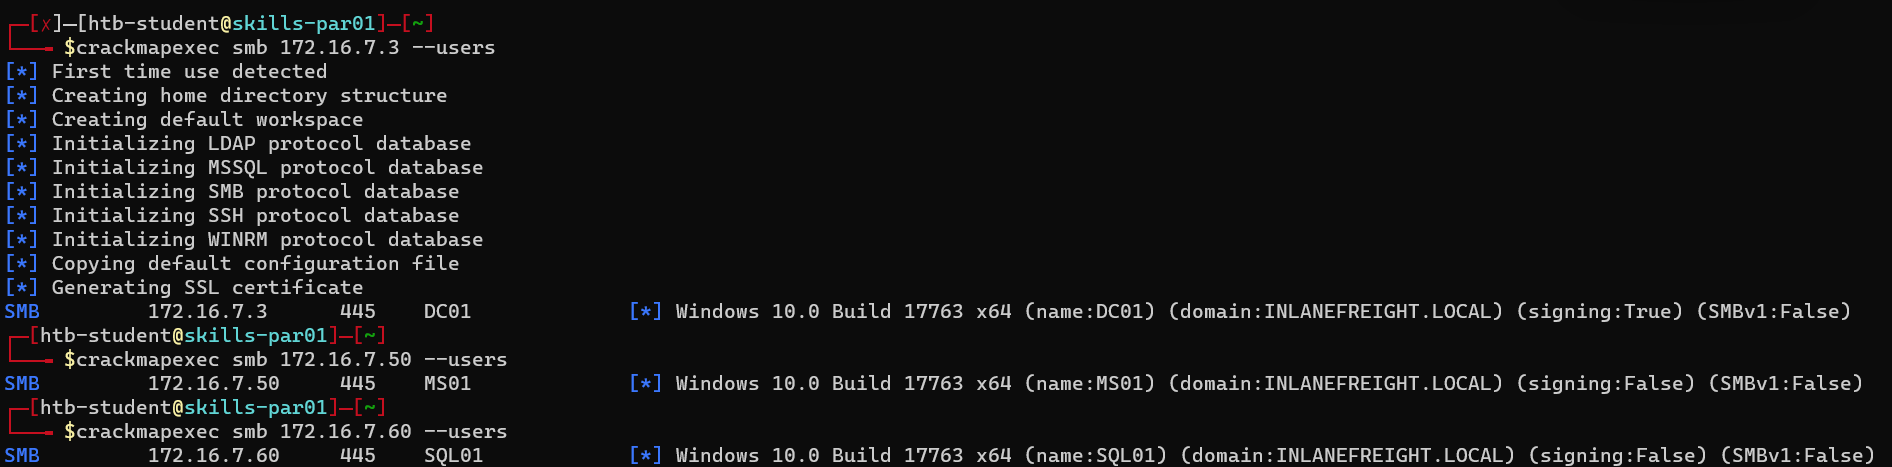 ┌─[✗]─[htb-student@skills-par01]─[~]
└──╼ $crackmapexec smb 172.16.7.3 --users
[*] First time use detected
[*] Creating home directory structure
[*] Creating default workspace
[*] Initializing LDAP protocol database
[*] Initializing MSSQL protocol database
[*] Initializing SMB protocol database
[*] Initializing SSH protocol database
[*] Initializing WINRM protocol database
[*] Copying default configuration file
[*] Generating SSL certificate
SMB         172.16.7.3      445    DC01             [*] Windows 10.0 Build 17763 x64 (name:DC01) (domain:INLANEFREIGHT.LOCAL) (signing:True) (SMBv1:False)
┌─[htb-student@skills-par01]─[~]
└──╼ $crackmapexec smb 172.16.7.50 --users
SMB         172.16.7.50     445    MS01             [*] Windows 10.0 Build 17763 x64 (name:MS01) (domain:INLANEFREIGHT.LOCAL) (signing:False) (SMBv1:False)
┌─[htb-student@skills-par01]─[~]
└──╼ $crackmapexec smb 172.16.7.60 --users
SMB         172.16.7.60     445    SQL01            [*] Windows 10.0 Build 17763 x64 (name:SQL01) (domain:INLANEFREIGHT.LOCAL) (signing:False) (SMBv1:False)